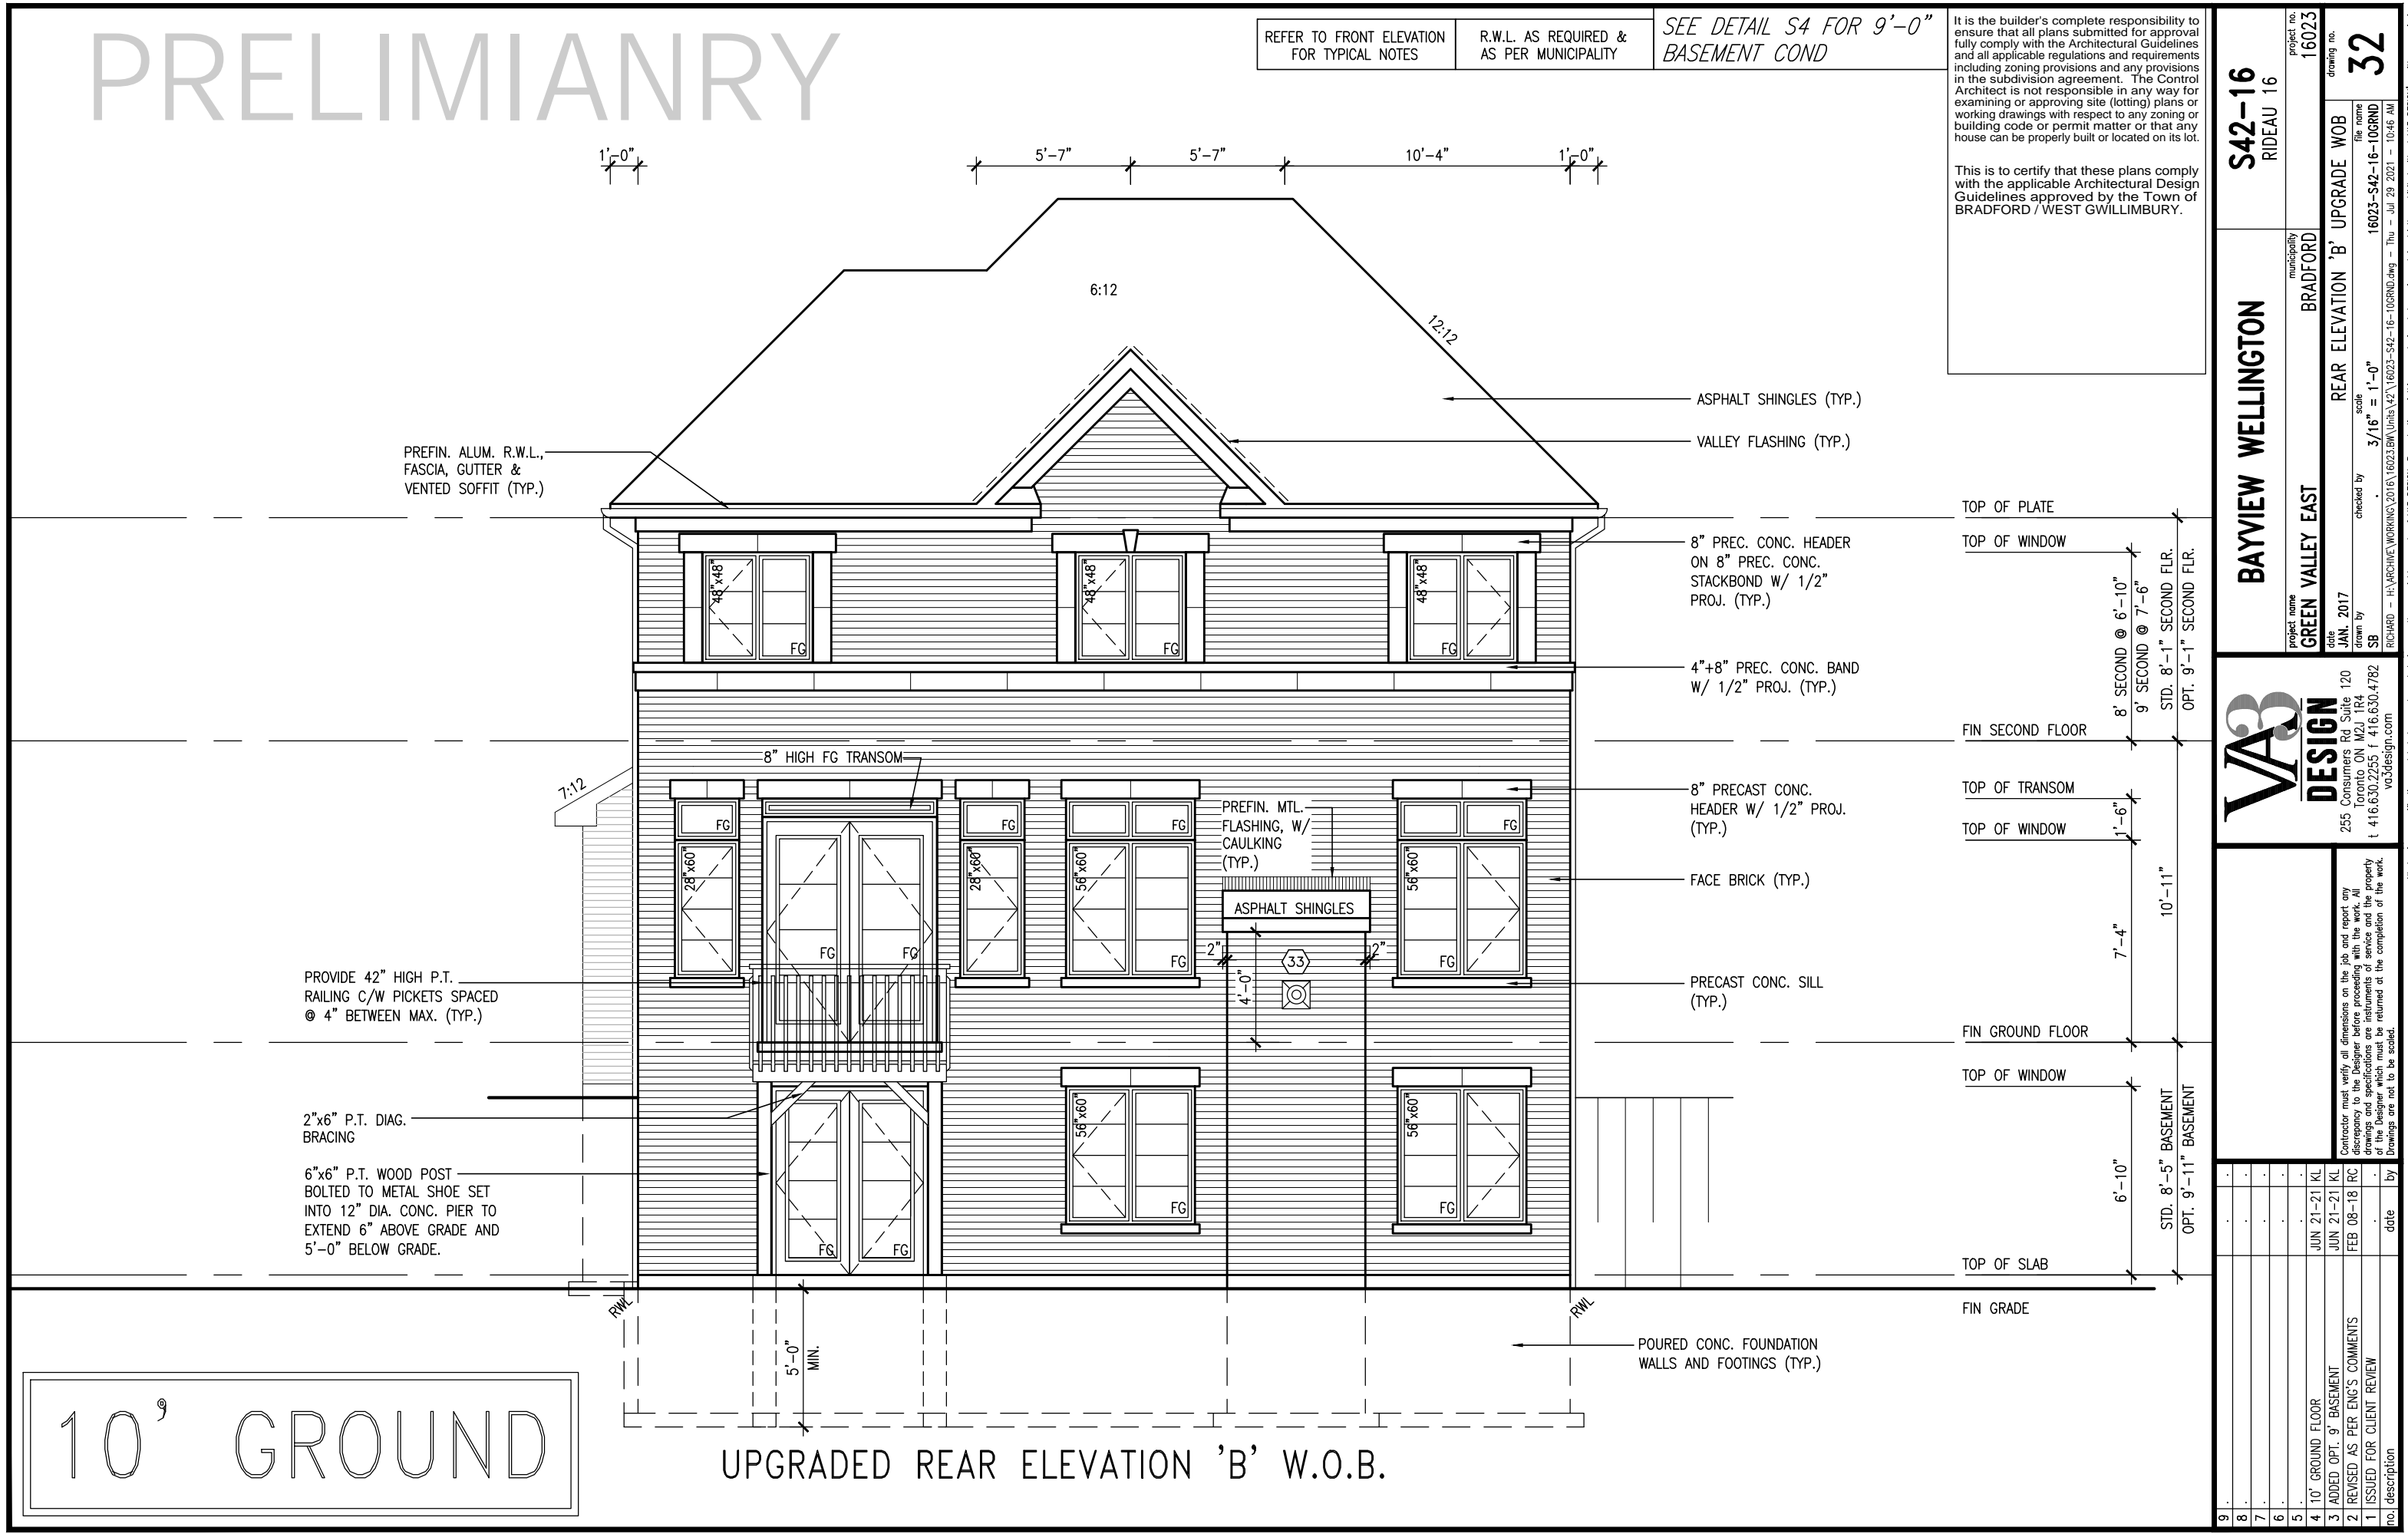 PRELIMIANRY
REFER TO FRONT ELEVATION
FOR TYPICAL NOTES
R.W.L. AS REQUIRED &
AS PER MUNICIPALITY
SEE DETAIL S4 FOR 9'-0"
BASEMENT COND
It is the builder's complete responsibility to
ensure that all plans submitted for approval
fully comply with the Architectural Guidelines
and all applicable regulations and requirements
including zoning provisions and any provisions
in the subdivision agreement. The Control
Architect is not responsible in any way for
examining or approving site (lotting) plans or
working drawings with respect to any zoning or
building code or permit matter or that any
house can be properly built or located on its lot.
This is to certify that these plans comply
with the applicable Architectural Design
Guidelines approved by the Town of
BRADFORD / WEST GWILLIMBURY.
1'-0"
5'-7"
5'-7"
10'-4"
1'-0"
6:12
12:12
ASPHALT SHINGLES (TYP.)
VALLEY FLASHING (TYP.)
PREFIN. ALUM. R.W.L.,
FASCIA, GUTTER &
VENTED SOFFIT (TYP.)
TOP OF PLATE
TOP OF WINDOW
8" PREC. CONC. HEADER
ON 8" PREC. CONC.
STACKBOND W/ 1/2"
PROJ. (TYP.)
48"x48"
FG
48"x48"
FG
48"x48"
FG
4"+8" PREC. CONC. BAND
W/ 1/2" PROJ. (TYP.)
8' SECOND @ 6'-10"
9' SECOND @ 7'-6"
STD. 8'-1" SECOND FLR.
OPT. 9'-1" SECOND FLR.
FIN SECOND FLOOR
8" HIGH FG TRANSOM
7:12
8" PRECAST CONC.
HEADER W/ 1/2" PROJ.
(TYP.)
TOP OF TRANSOM
TOP OF WINDOW
1'-6"
PREFIN. MTL.
FLASHING, W/
CAULKING
(TYP.)
FG
FG
FG
FG
28"x60"
28"x60"
56"x60"
56"x60"
FACE BRICK (TYP.)
ASPHALT SHINGLES
FG
FG
FG
FG
2"
2"
33
4'-0"
7'-4"
10'-11"
PROVIDE 42" HIGH P.T.
RAILING C/W PICKETS SPACED
@ 4" BETWEEN MAX. (TYP.)
PRECAST CONC. SILL
(TYP.)
FIN GROUND FLOOR
TOP OF WINDOW
2"x6" P.T. DIAG.
BRACING
56"x60"
56"x60"
6"x6" P.T. WOOD POST
BOLTED TO METAL SHOE SET
INTO 12" DIA. CONC. PIER TO
EXTEND 6" ABOVE GRADE AND
5'-0" BELOW GRADE.
FG
FG
FG
FG
6'-10"
STD. 8'-5" BASEMENT
OPT. 9'-11" BASEMENT
TOP OF SLAB
FIN GRADE
RWL
RWL
5'-0"
MIN.
POURED CONC. FOUNDATION
WALLS AND FOOTINGS (TYP.)
10' GROUND
UPGRADED REAR ELEVATION 'B' W.O.B.
S42-16
RIDEAU 16
project no.
16023
drawing no.
32
BAYVIEW WELLINGTON
project name
GREEN VALLEY EAST
municipality
BRADFORD
date
JAN. 2017
REAR ELEVATION 'B' UPGRADE WOB
drawn by
SB
checked by
.
scale
3/16" = 1'-0"
file name
16023-S42-16-10GRND
RICHARD - H:\ARCHIVE\WORKING\2016\16023.BW\Units\42'\16023-S42-16-10GRND.dwg - Thu - Jul 29 2021 - 10:46 AM
VA3
DESIGN
255 Consumers Rd Suite 120
Toronto ON M2J 1R4
t 416.630.2255 f 416.630.4782
va3design.com
Contractor must verify all dimensions on the job and report any
discrepancy to the Designer before proceeding with the work. All
drawings and specifications are instruments of service and the property
of the Designer which must be returned at the completion of the work.
Drawings are not to be scaled.
9 . . .
8 . . .
7 . . .
6 . . .
5 . . .
4 10' GROUND FLOOR JUN 21-21 KL
3 ADDED OPT. 9' BASEMENT JUN 21-21 KL
2 REVISED AS PER ENG'S COMMENTS FEB 08-18 RC
1 ISSUED FOR CLIENT REVIEW . .
no. description date by